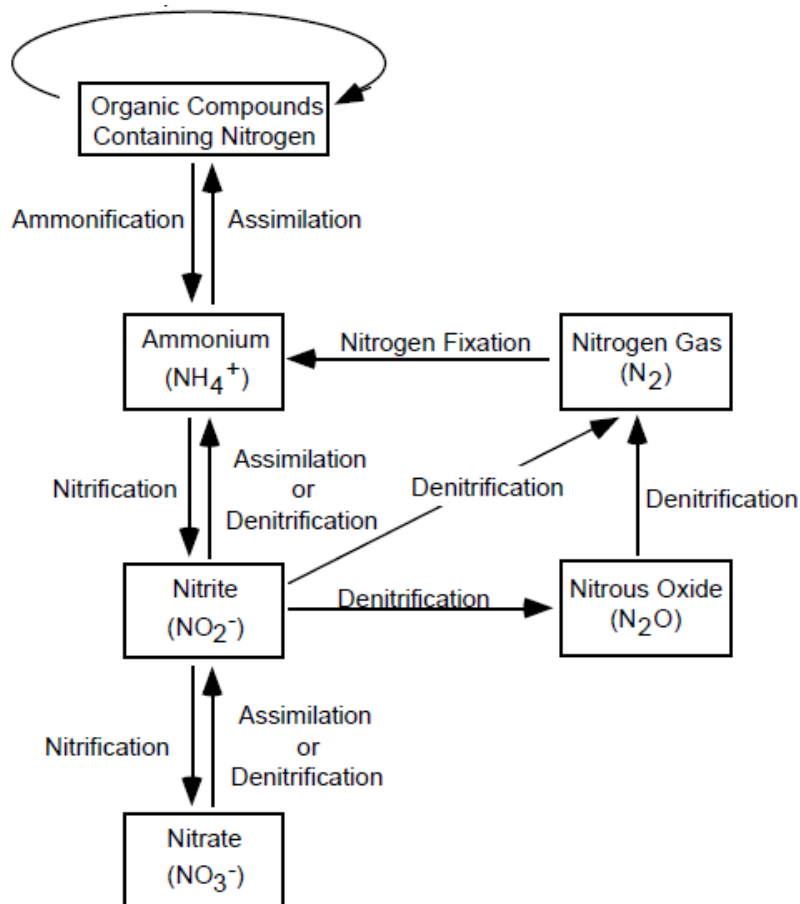 Organic Compounds
Containing Nitrogen
Ammonification
Assimilation
Ammonium
(NH4+)
Nitrogen Fixation
Nitrogen Gas
(N2)
Nitrification
Assimilation
or
Denitrification
Denitrification
Denitrification
Nitrite
(NO2-)
Denitrification
Nitrous Oxide
(N2O)
Nitrification
Assimilation
or
Denitrification
Nitrate
(NO3-)